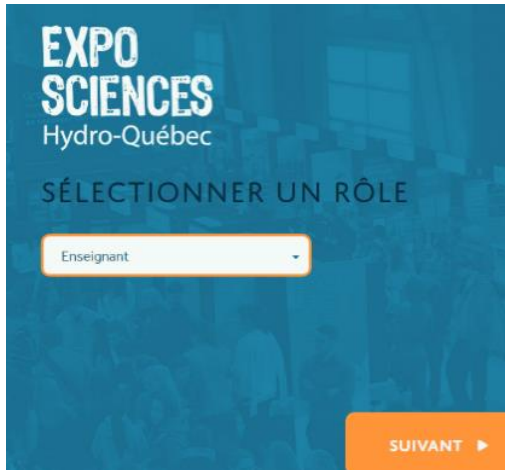 EXPO
SCIENCES
Hydro-Québec
SÉLECTIONNER UN RÔLE
Enseignant
SUIVANT